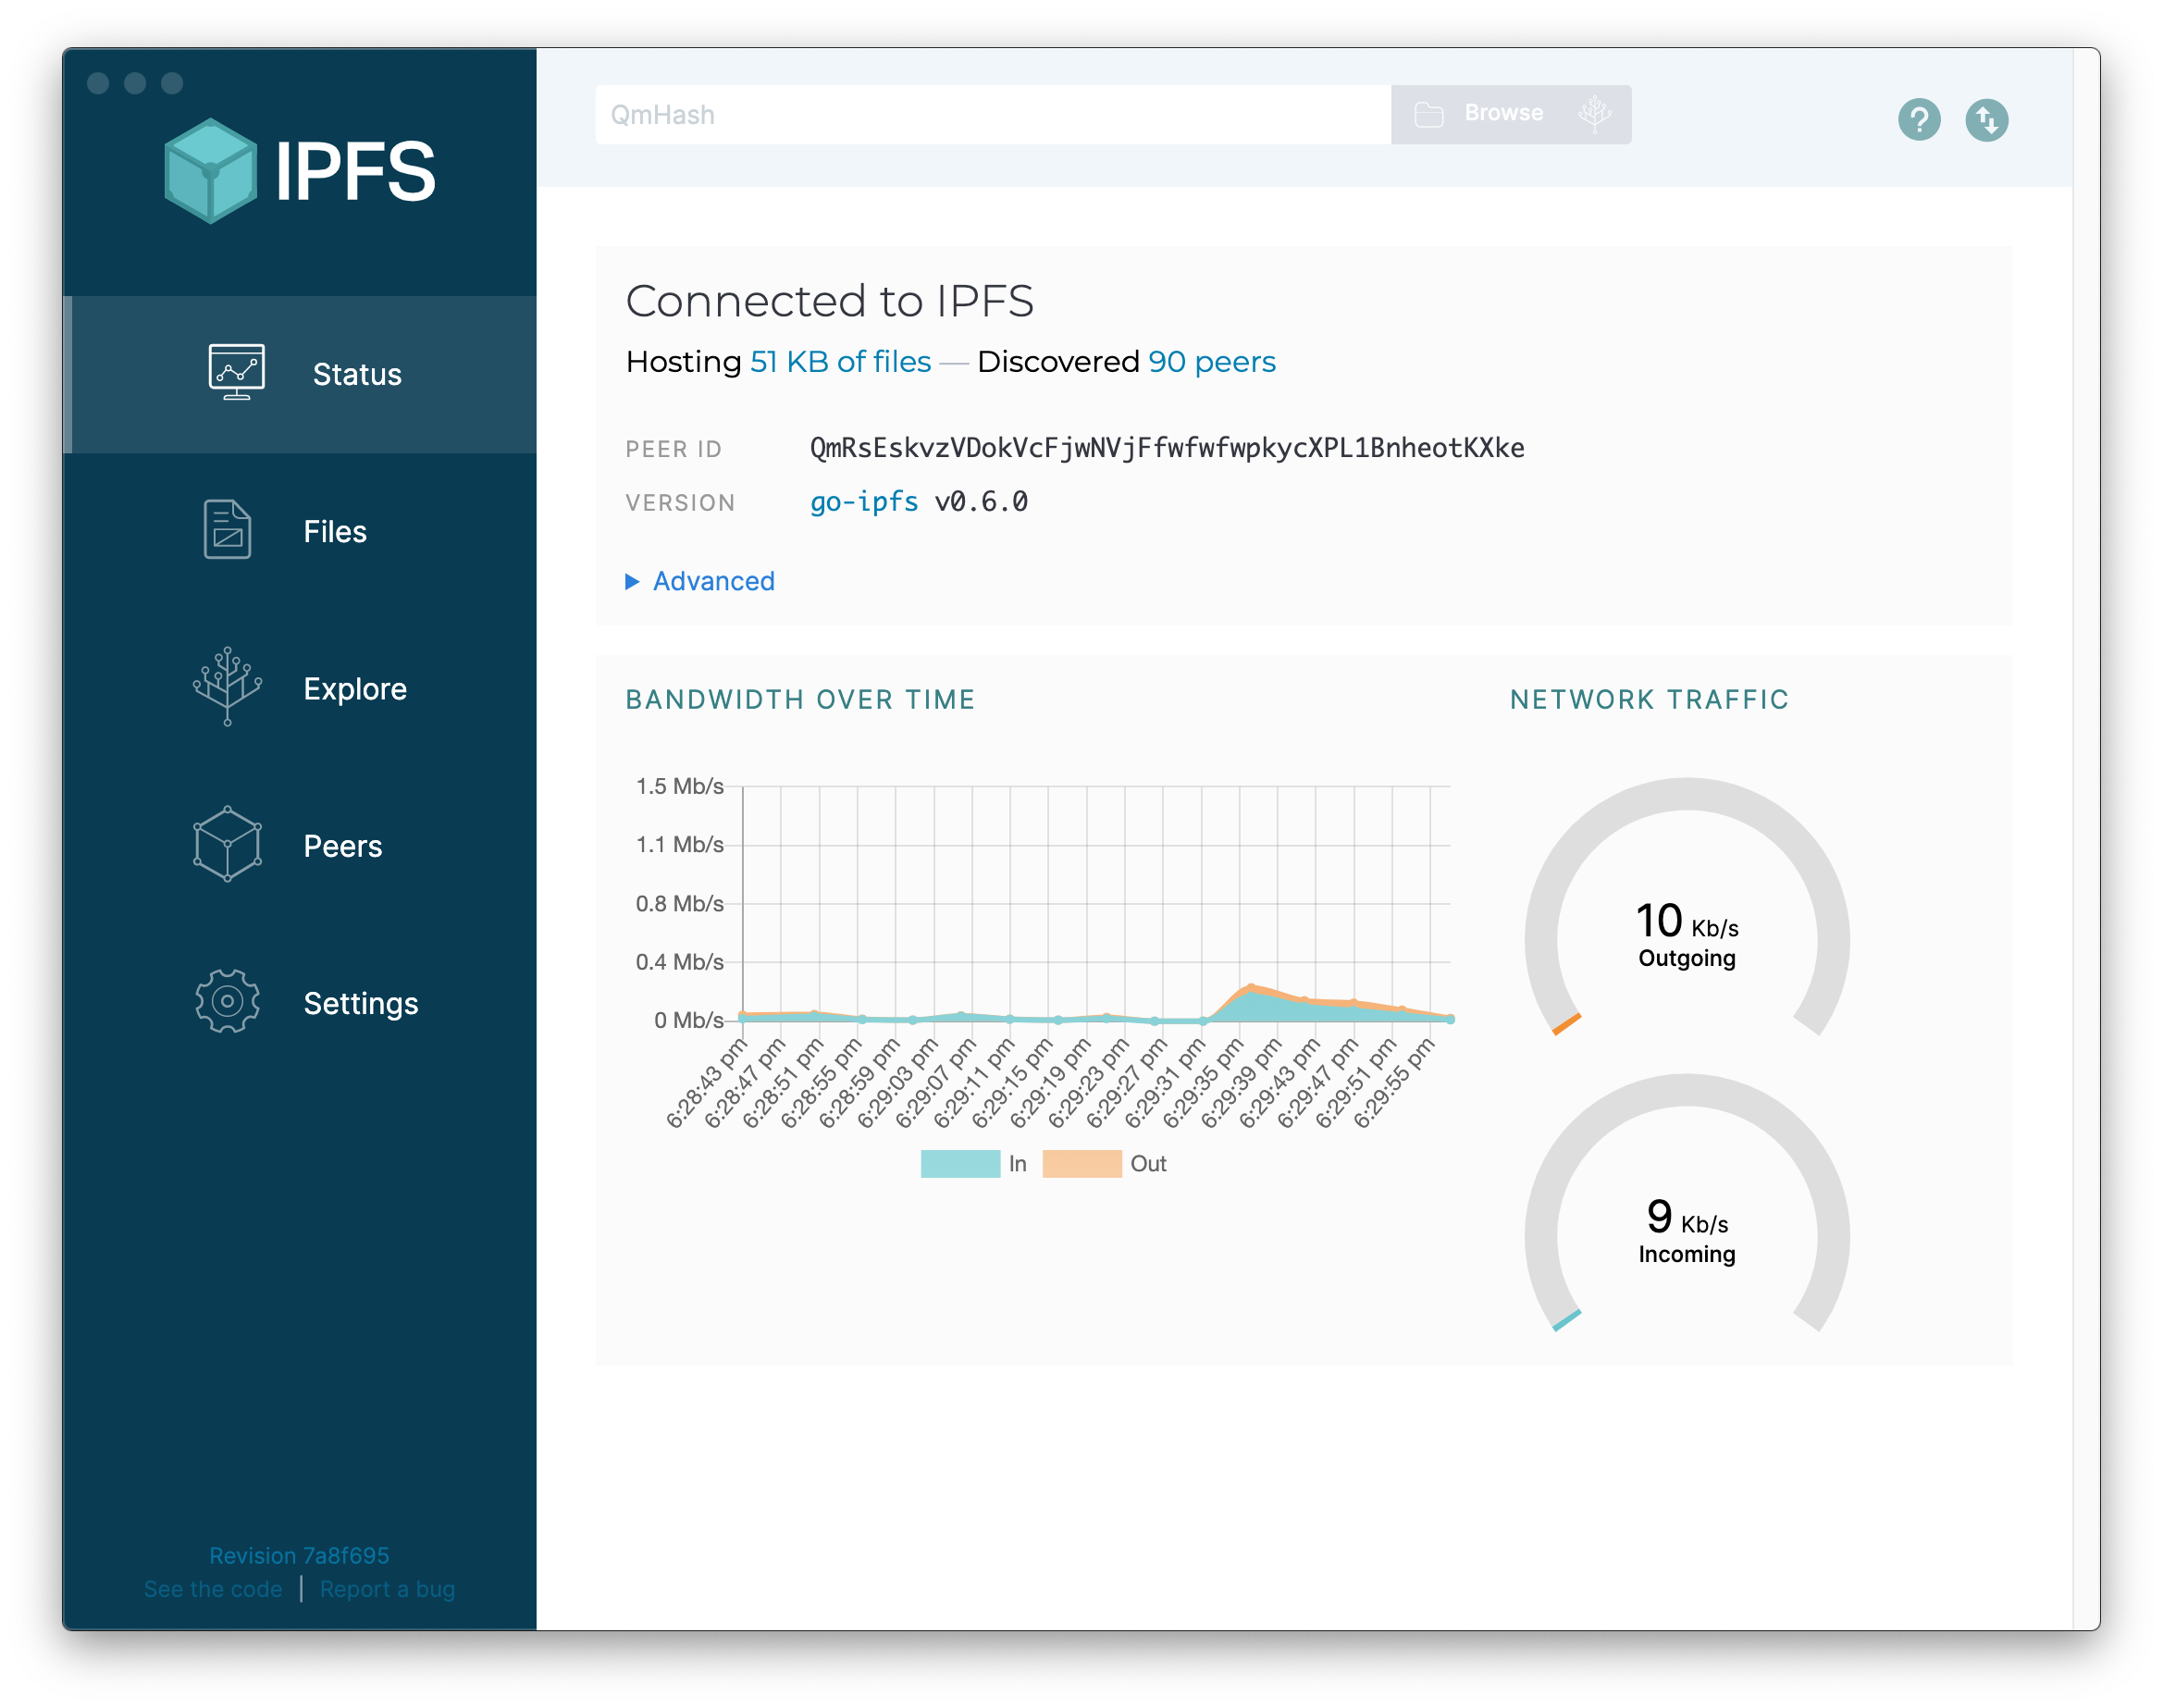 IPFS
QmHash
Browse
Status
Files
Explore
Peers
Settings
Revision 7a8f695
See the code | Report a bug
Connected to IPFS
Hosting 51 KB of files — Discovered 90 peers
PEER ID QmRsEskvzVDokVcFjwNVjFfwfwfwpkycXPL1BnheotKXke
VERSION go-ipfs v0.6.0
Advanced
BANDWIDTH OVER TIME
1.5 Mb/s
1.1 Mb/s
0.8 Mb/s
0.4 Mb/s
0 Mb/s
6:28:43 pm
6:28:47 pm
6:28:51 pm
6:28:55 pm
6:28:59 pm
6:29:03 pm
6:29:07 pm
6:29:11 pm
6:29:15 pm
6:29:19 pm
6:29:23 pm
6:29:27 pm
6:29:31 pm
6:29:35 pm
6:29:39 pm
6:29:43 pm
6:29:47 pm
6:29:51 pm
6:29:55 pm
In
Out
NETWORK TRAFFIC
10 Kb/s
Outgoing
9 Kb/s
Incoming